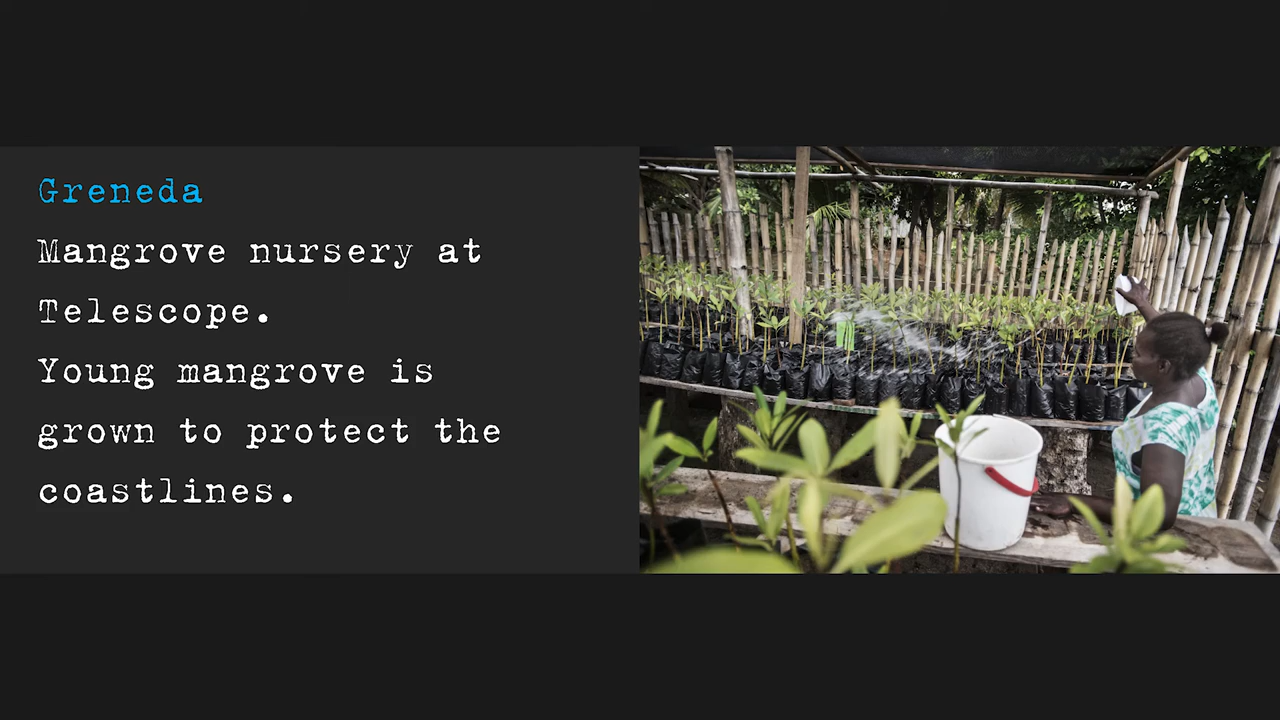 Greneda
Mangrove nursery at
Telescope.
Young mangrove is
grown to protect the
coastlines.